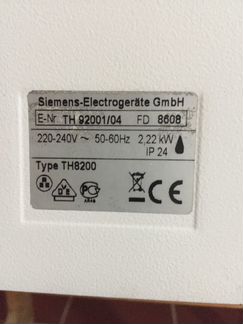 Siemens-Electrogeräte GmbH
E-Nr. TH 92001/04 FD 8608
220-240V ~ 50-60Hz 2,22 kW
IP 24
Type TH8200
CE